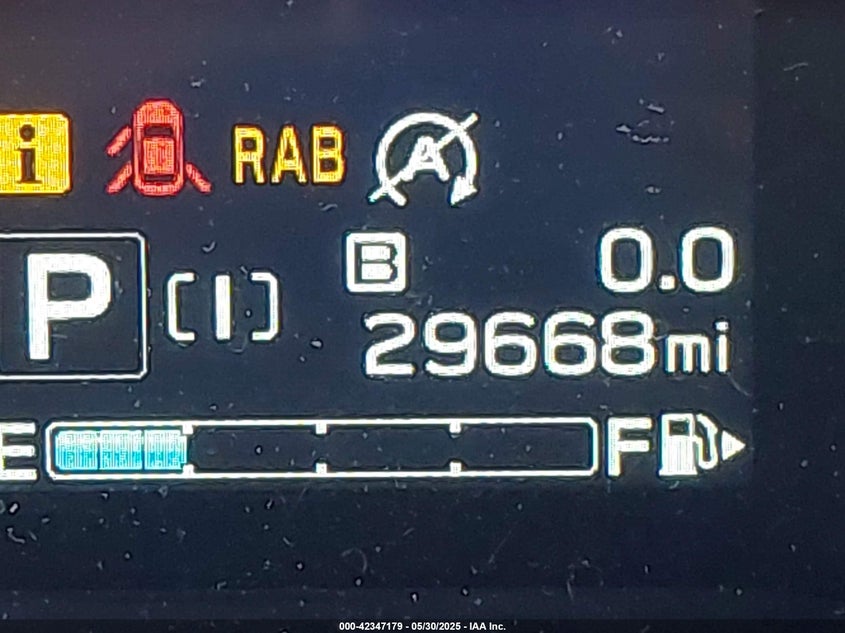 i RAB A
P [I] B 0.0
29668mi
E F
000-42347179 - 05/30/2025 - IAA Inc.